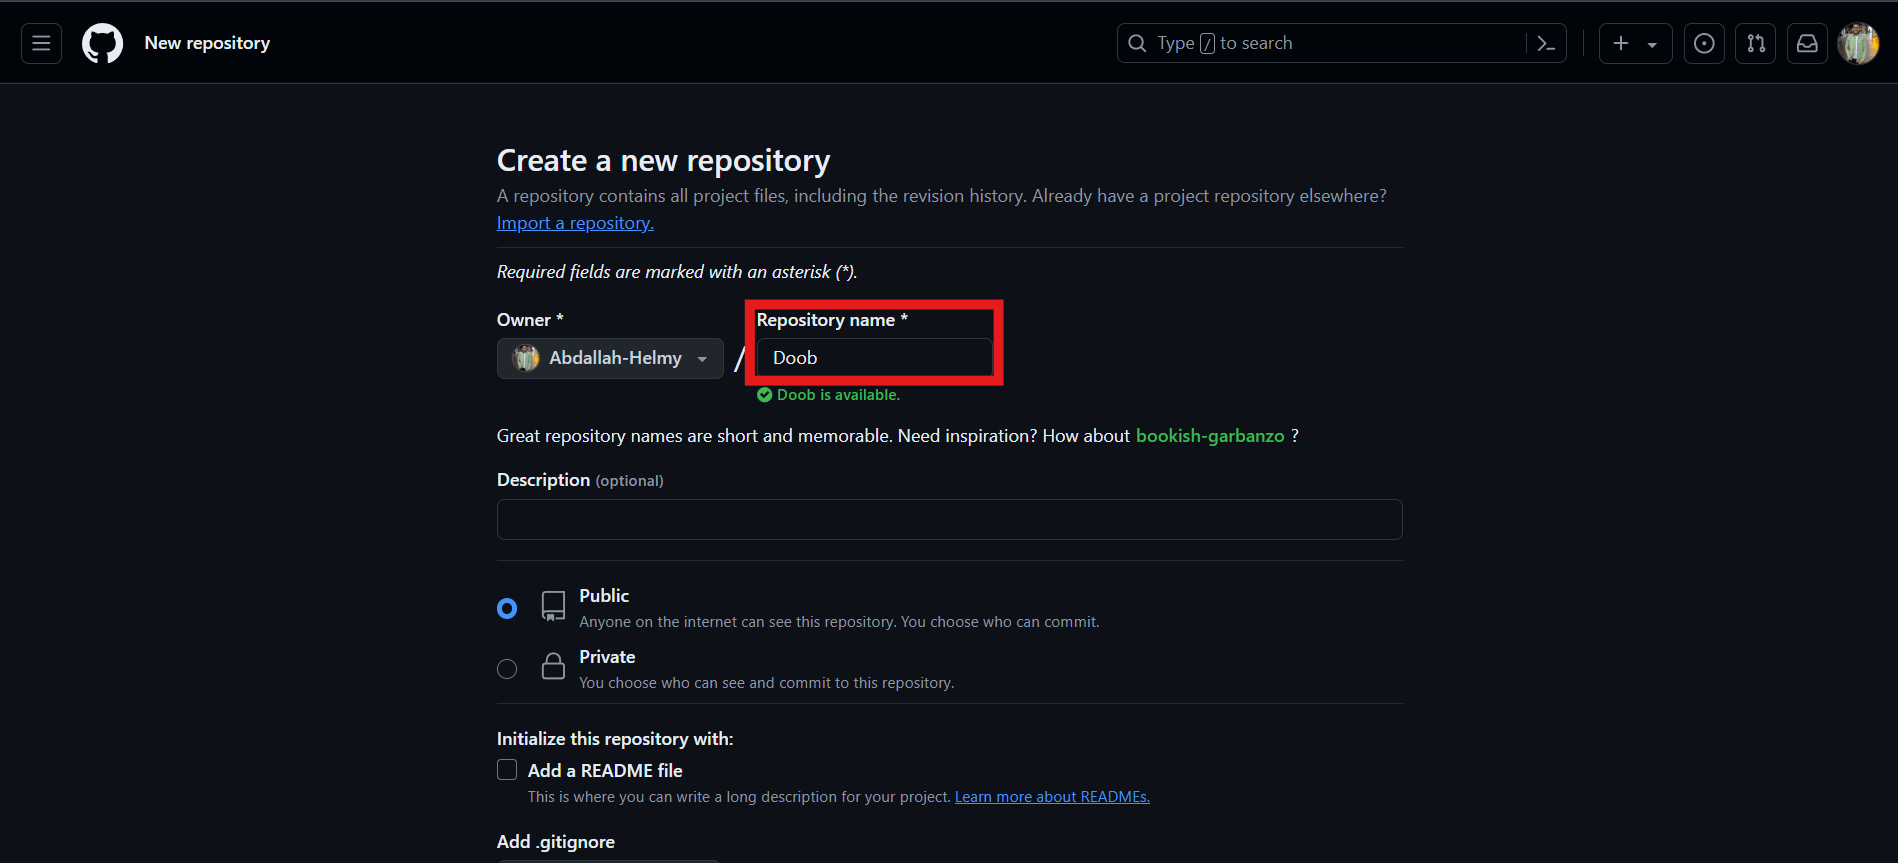 New repository
Type / to search
Create a new repository
A repository contains all project files, including the revision history. Already have a project repository elsewhere?
Import a repository.
Required fields are marked with an asterisk (*).
Owner *
Repository name *
Abdallah-Helmy
/
Doob
Doob is available.
Great repository names are short and memorable. Need inspiration? How about bookish-garbanzo ?
Description (optional)
Public
Anyone on the internet can see this repository. You choose who can commit.
Private
You choose who can see and commit to this repository.
Initialize this repository with:
Add a README file
This is where you can write a long description for your project. Learn more about READMEs.
Add .gitignore